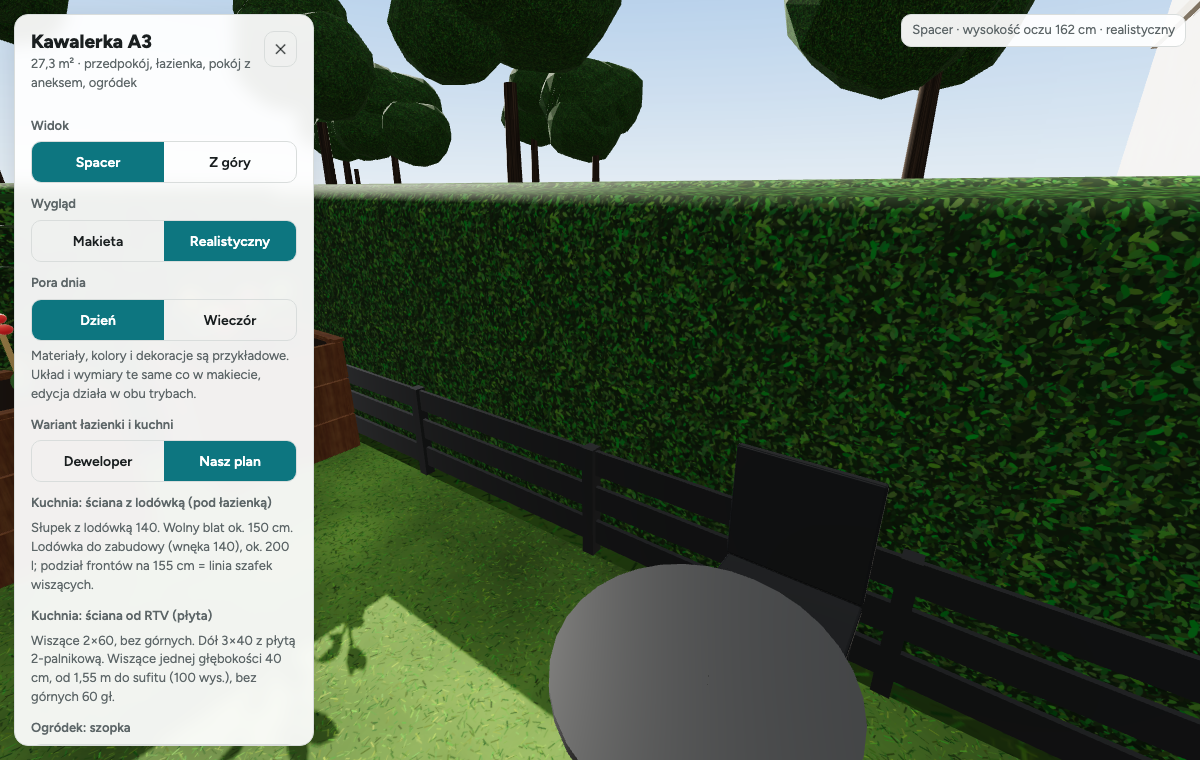 Kawalerka A3
27,3 m² · przedpokój, łazienka, pokój z
aneksem, ogródek
Spacer · wysokość oczu 162 cm · realistyczny
Widok
Spacer
Z góry
Wygląd
Makieta
Realistyczny
Pora dnia
Dzień
Wieczór
Materiały, kolory i dekoracje są przykładowe.
Układ i wymiary te same co w makiecie,
edycja działa w obu trybach.
Wariant łazienki i kuchni
Deweloper
Nasz plan
Kuchnia: ściana z lodówką (pod łazienką)
Słupek z lodówką 140. Wolny blat ok. 150 cm.
Lodówka do zabudowy (wnęka 140), ok. 200
l; podział frontów na 155 cm = linia szafek
wiszących.
Kuchnia: ściana od RTV (płyta)
Wiszące 2×60, bez górnych. Dół 3×40 z płytą
2-palnikową. Wiszące jednej głębokości 40
cm, od 1,55 m do sufitu (100 wys.), bez
górnych 60 gł.
Ogródek: szopka